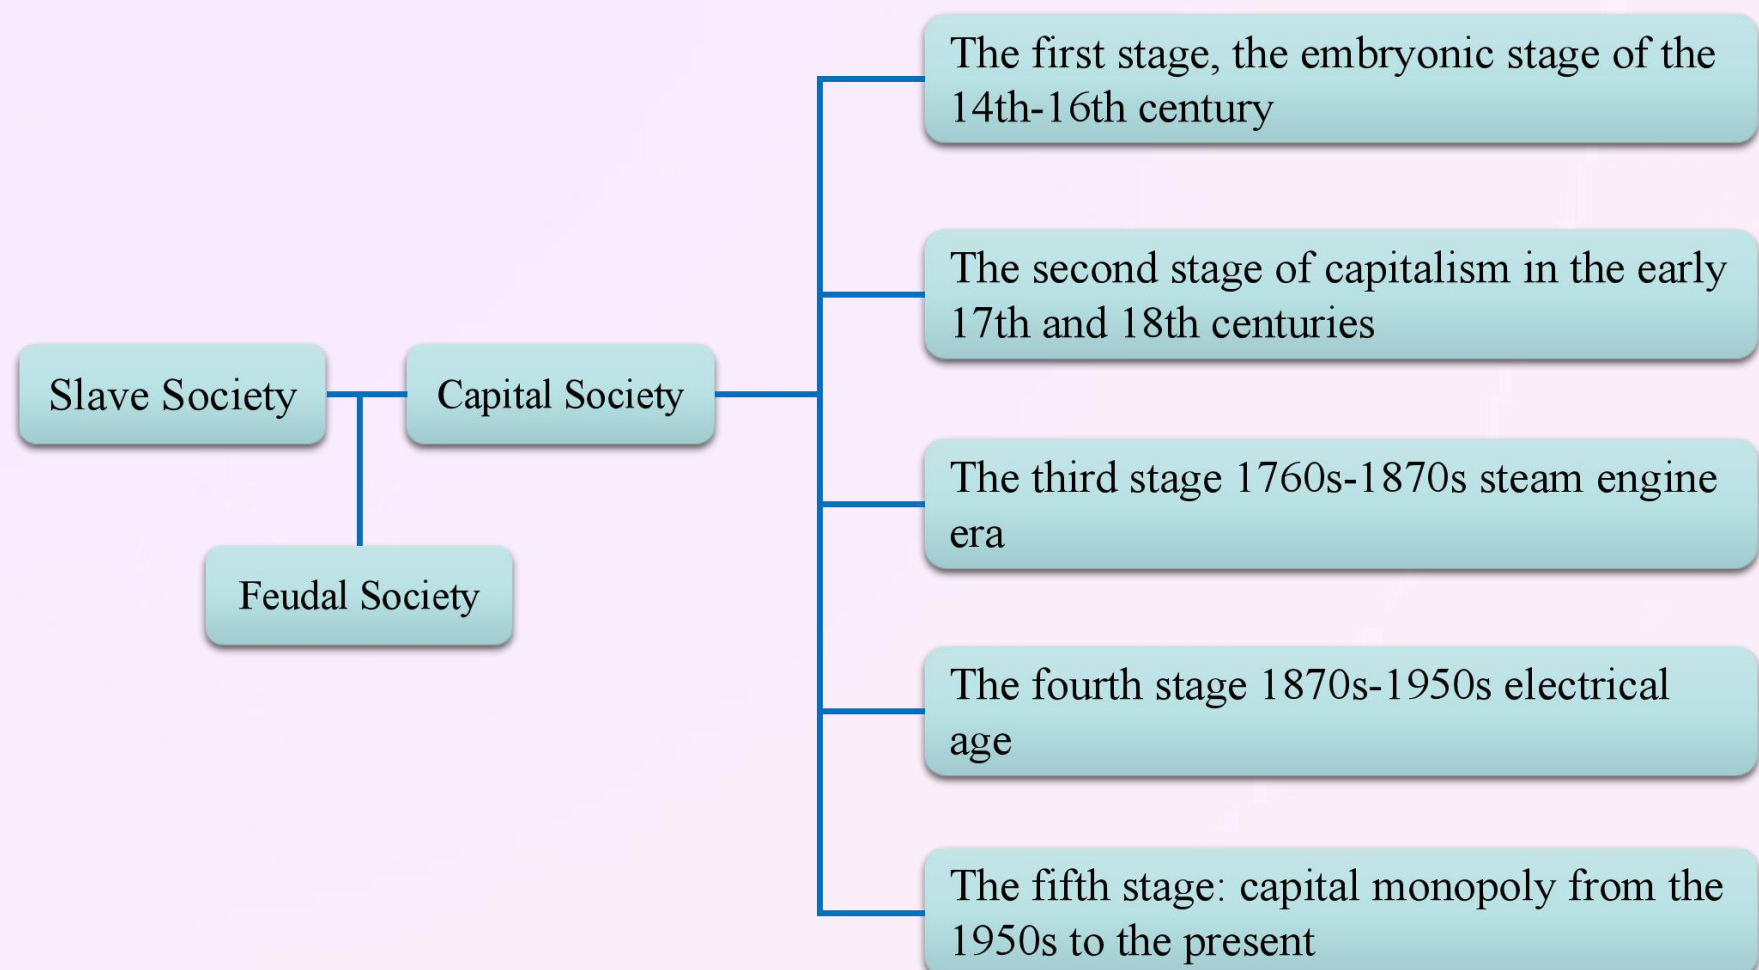 Slave Society
Capital Society
Feudal Society
The first stage, the embryonic stage of the
14th-16th century
The second stage of capitalism in the early
17th and 18th centuries
The third stage 1760s-1870s steam engine
era
The fourth stage 1870s-1950s electrical
age
The fifth stage: capital monopoly from the
1950s to the present